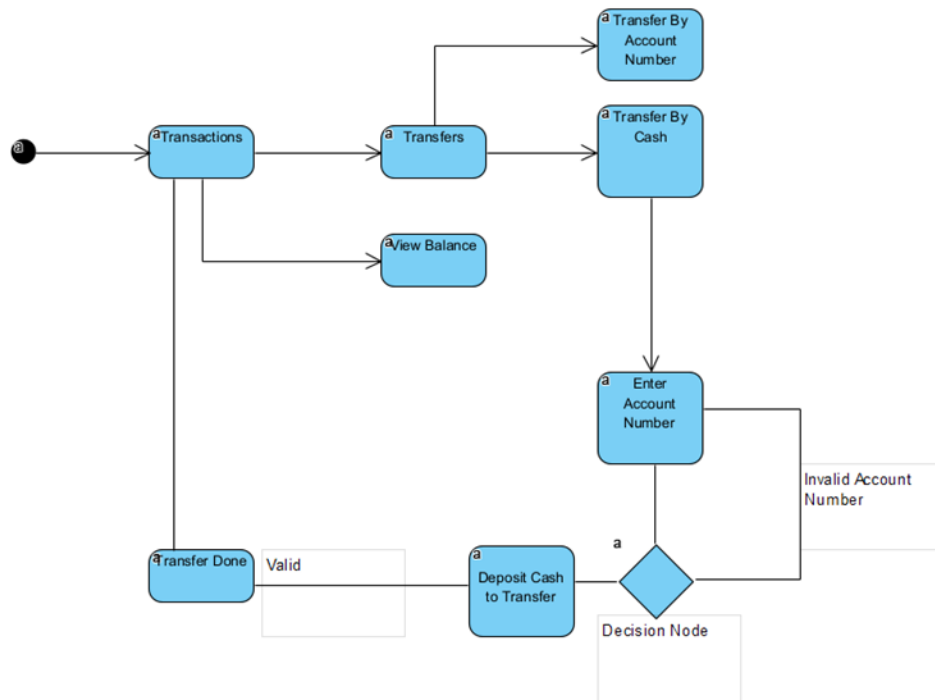 a Transfer By
Account
Number
a Transfer By
Cash
a
a Transactions
a Transfers
a View Balance
a Enter
Account
Number
Invalid Account
Number
a
a Transfer Done
Valid
a
Deposit Cash
to Transfer
Decision Node